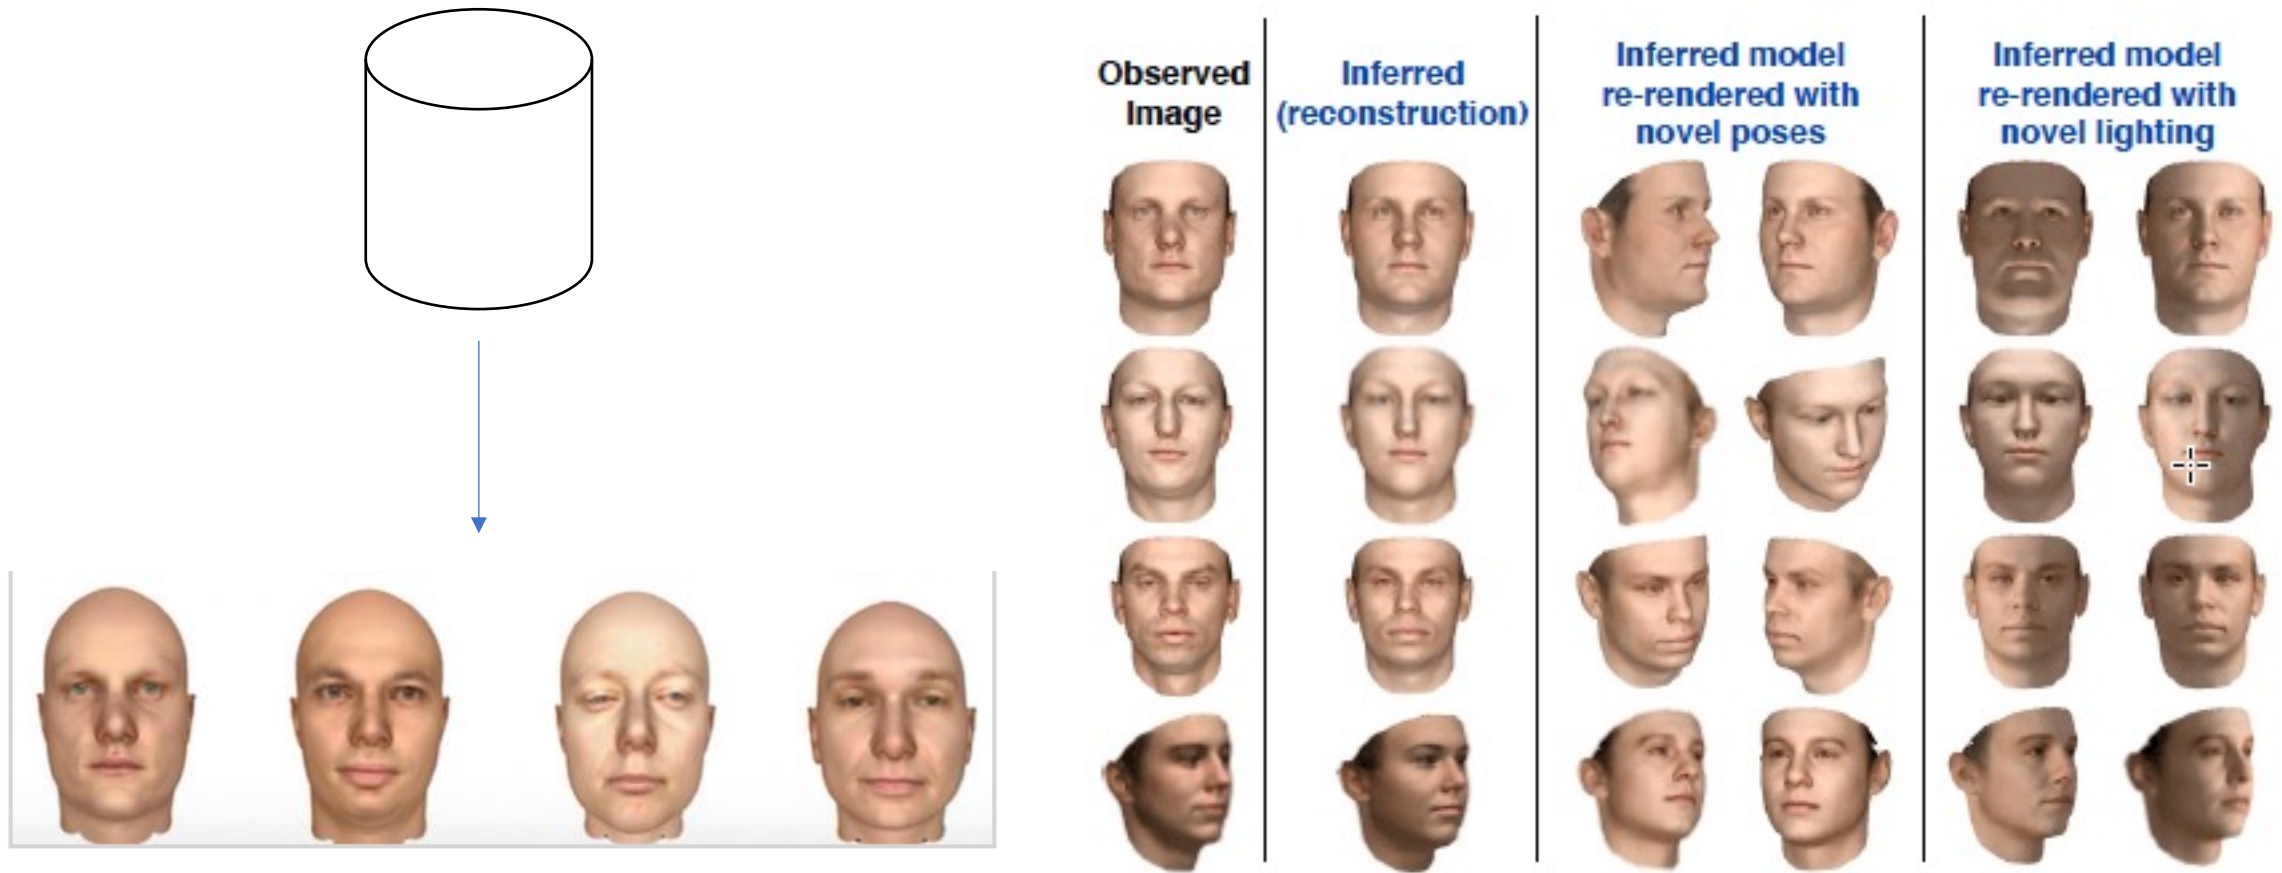 Observed
Image
Inferred
(reconstruction)
Inferred model
re-rendered with
novel poses
Inferred model
re-rendered with
novel lighting